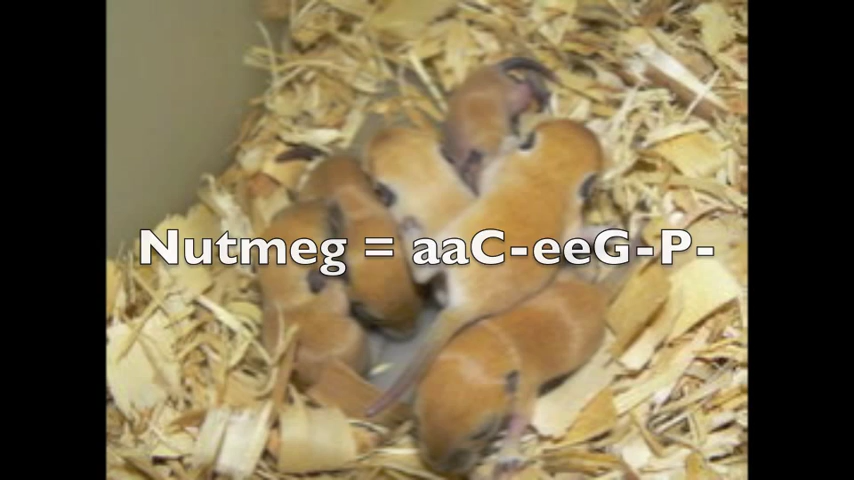 Nutmeg = aaC-eeG-P-